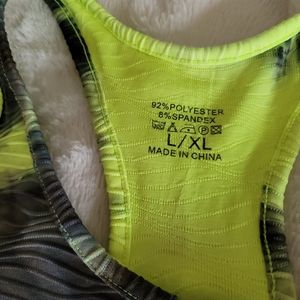 92%POLYESTER
8%SPANDEX
L/XL
MADE IN CHINA